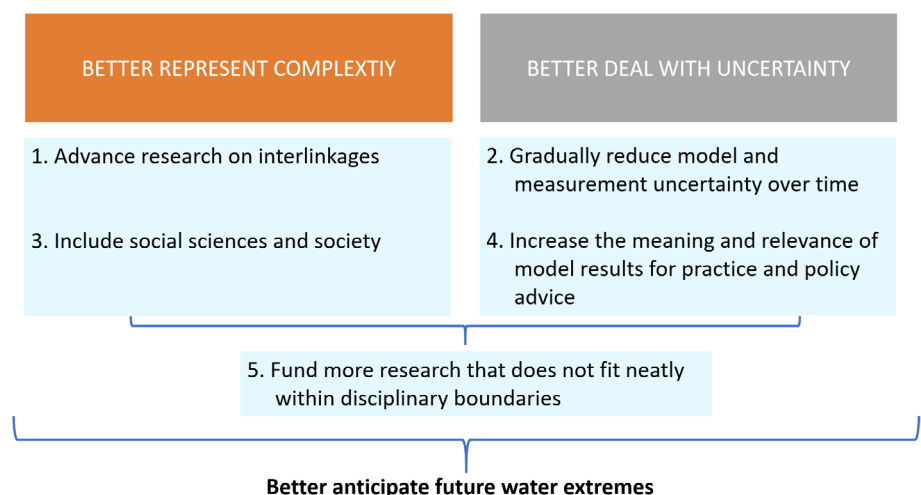 BETTER REPRESENT COMPLEXTIY
BETTER DEAL WITH UNCERTAINTY
1. Advance research on interlinkages
2. Gradually reduce model and
measurement uncertainty over time
3. Include social sciences and society
4. Increase the meaning and relevance of
model results for practice and policy
advice
5. Fund more research that does not fit neatly
within disciplinary boundaries
Better anticipate future water extremes